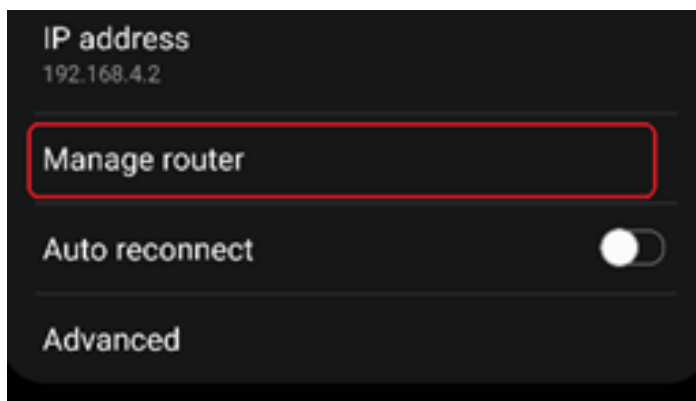 IP address
192.168.4.2
Manage router
Auto reconnect
Advanced